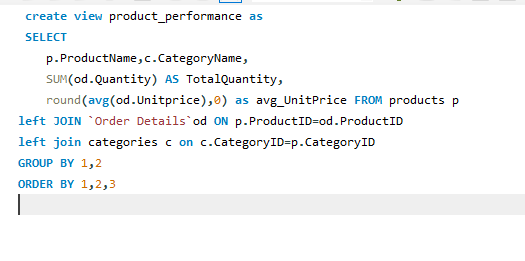 create view product_performance as
SELECT
p.ProductName,c.CategoryName,
SUM(od.Quantity) AS TotalQuantity,
round(avg(od.Unitprice),0) as avg_UnitPrice FROM products p
left JOIN `Order Details`od ON p.ProductID=od.ProductID
left join categories c on c.CategoryID=p.CategoryID
GROUP BY 1,2
ORDER BY 1,2,3